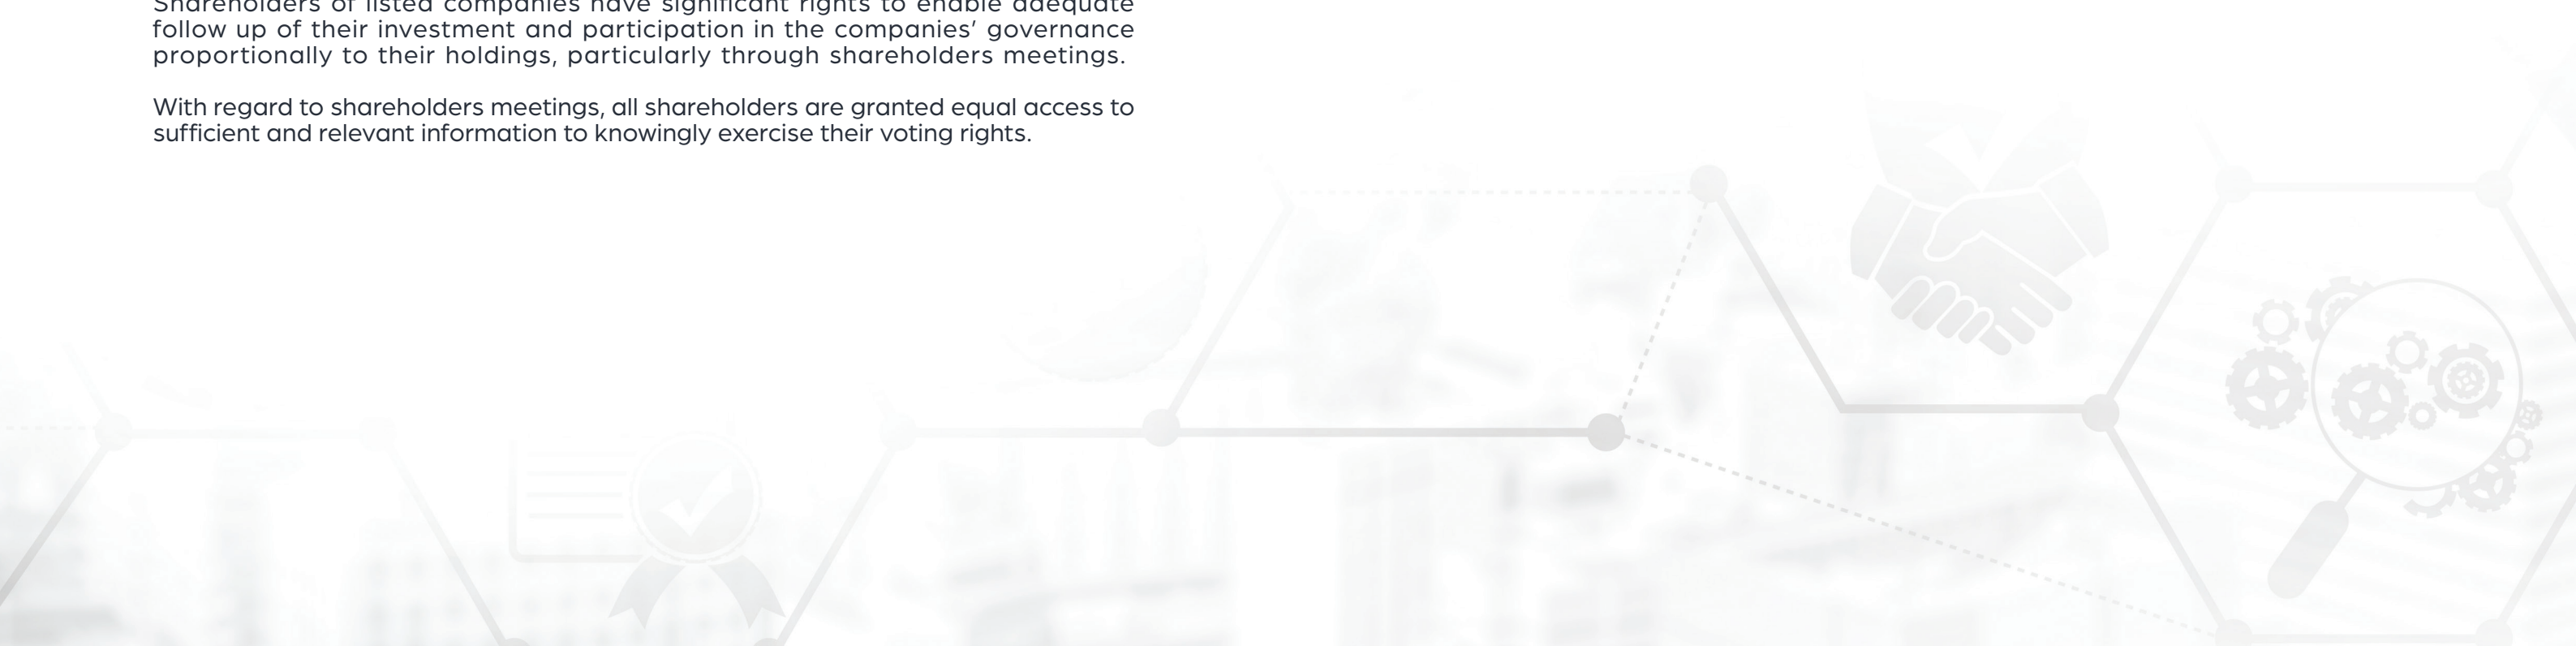 Shareholders of listed companies have significant rights to enable adequate
follow up of their investment and participation in the companies’ governance
proportionally to their holdings, particularly through shareholders meetings.
With regard to shareholders meetings, all shareholders are granted equal access to
sufficient and relevant information to knowingly exercise their voting rights.